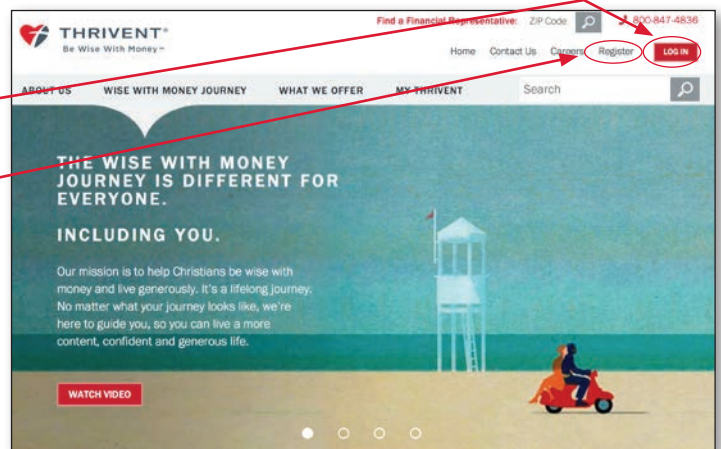 THRIVENT®
Be Wise With Money℠
Find a Financial Representative: ZIP Code 800-847-4836
Home Contact Us Careers Register LOG IN
ABOUT US WISE WITH MONEY JOURNEY WHAT WE OFFER MY THRIVENT Search
THE WISE WITH MONEY
JOURNEY IS DIFFERENT FOR
EVERYONE.
INCLUDING YOU.
Our mission is to help Christians be wise with
money and live generously. It's a lifelong journey.
No matter what your journey looks like, we're
here to guide you, so you can live a more
content, confident and generous life.
WATCH VIDEO